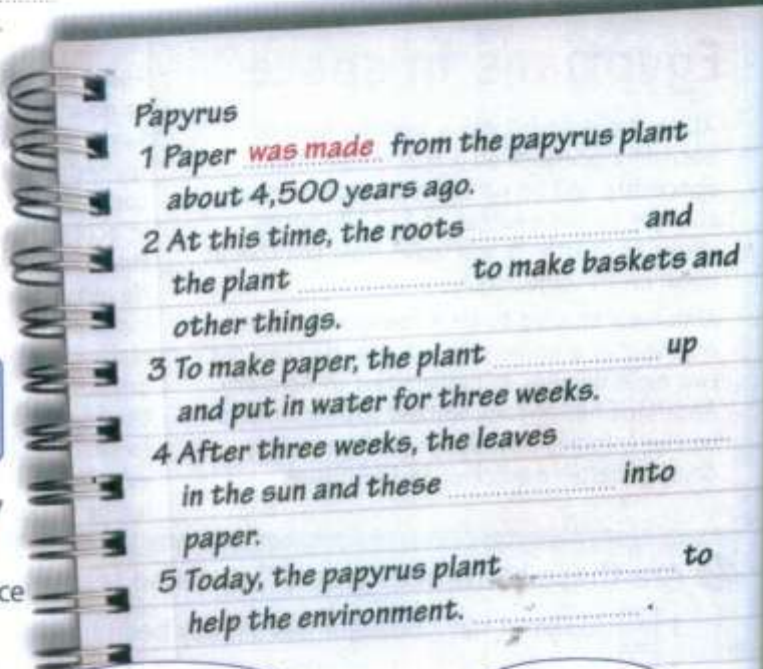 Papyrus
1 Paper was made from the papyrus plant
about 4,500 years ago.
2 At this time, the roots ............ and
the plant ............ to make baskets and
other things.
3 To make paper, the plant ............ up
and put in water for three weeks.
4 After three weeks, the leaves ............
in the sun and these ............ into
paper.
5 Today, the papyrus plant ............ to
help the environment. ............ .
ce